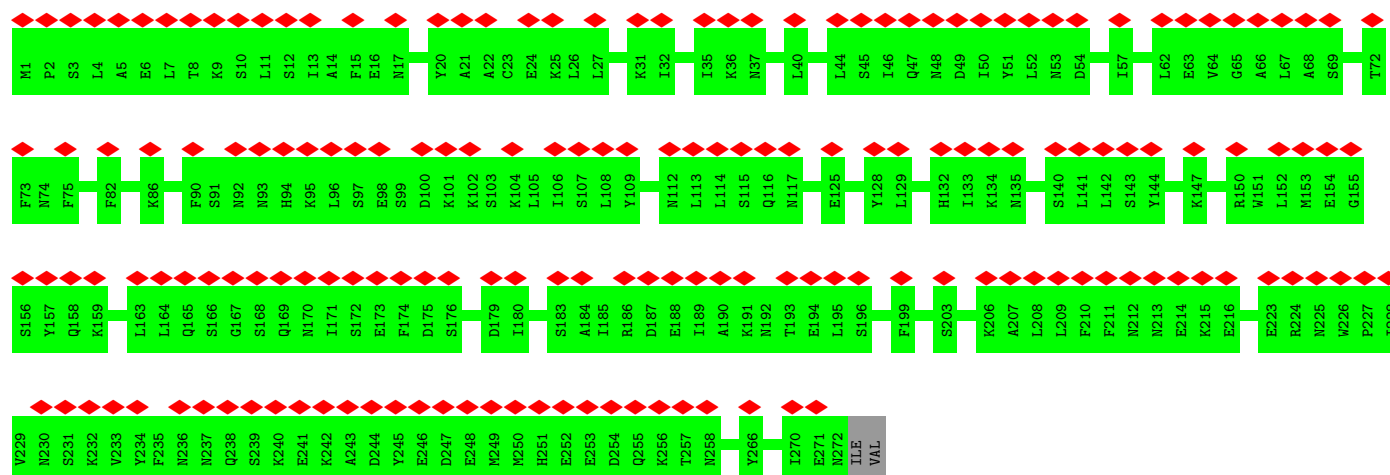 M1 P2 S3 L4 A5 E6 L7 T8 K9 S10 L11 S12 I13 A14 F15 E16 N17 Y20 A21 A22 C23 E24 K25 L26 L27 K31 I32 I35 K36 N37 L40 L44 S45 I46 Q47 N48 D49 I50 Y51 L52 N53 D54 I57 L62 E63 V64 G65 A66 L67 A68 S69 T72
F73 N74 F75 F82 K86 F90 S91 N92 N93 H94 K95 L96 S97 E98 S99 D100 K101 K102 S103 K104 L105 I106 S107 L108 Y109 N112 L113 L114 S115 Q116 N117 E125 Y128 L129 H132 I133 K134 N135 S140 L141 L142 S143 Y144 K147 R150 W151 L152 M153 E154 G155
S156 Y157 Q158 K159 L163 L164 Q165 S166 G167 S168 Q169 N170 I171 S172 E173 F174 D175 S176 D179 I180 S183 A184 I185 R186 D187 E188 I189 A190 K191 N192 T193 E194 L195 S196 F199 S203 K206 A207 L208 L209 F210 F211 N212 N213 E214 K215 E216 E223 R224 N225 W226 P227
V229 N230 S231 K232 V233 Y234 F235 N236 N237 Q238 S239 K240 E241 K242 A243 D244 Y245 E246 D247 E248 M249 M250 H251 E252 E253 D254 Q255 K256 T257 N258 Y266 I270 E271 N272 ILE VAL